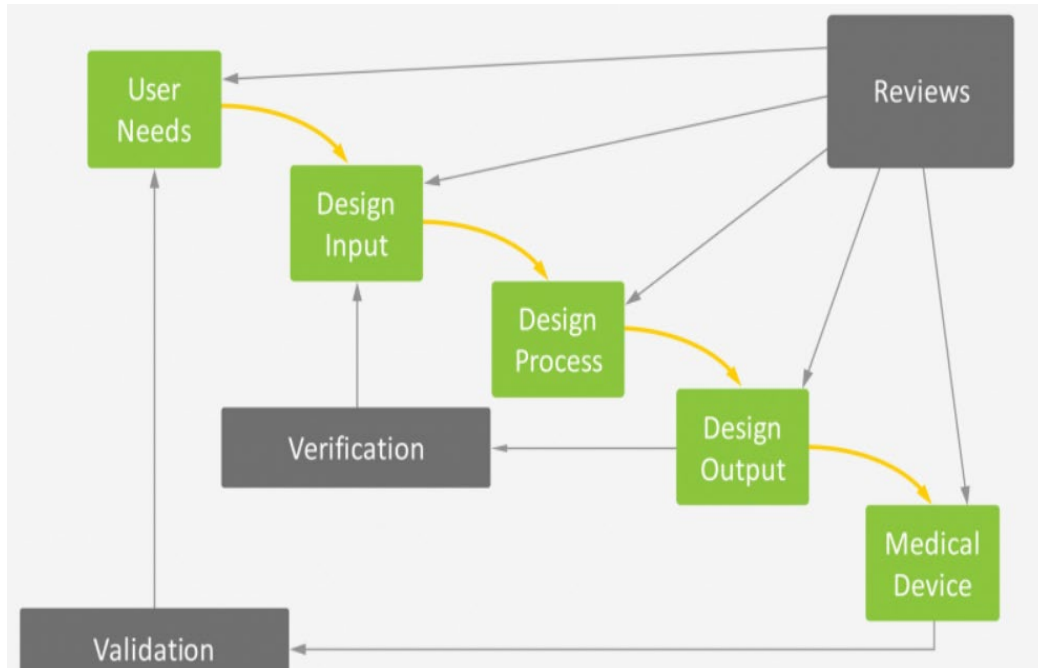 User
Needs
Reviews
Design
Input
Design
Process
Verification
Design
Output
Medical
Device
Validation